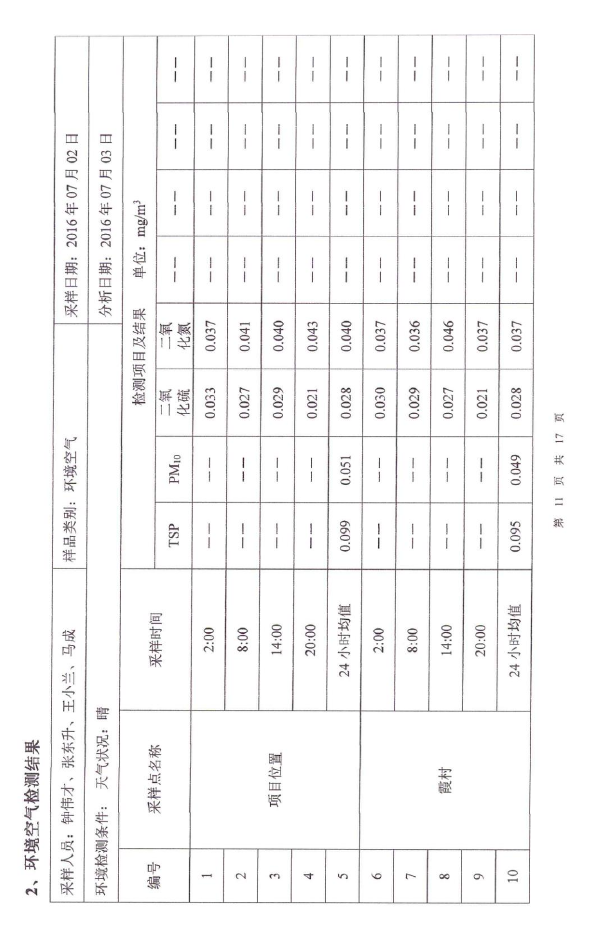 2、环境空气检测结果
采样人员：钟伟才、张东升、王小兰、马成 样品类别：环境空气 采样日期：2016 年 07 月 02 日
环境检测条件： 天气状况：晴 分析日期：2016 年 07 月 03 日
编号 采样点名称 采样时间 检测项目及结果 单位：mg/m³
TSP PM₁₀ 二氧化硫 二氧化氮 —— —— —— ——
1 项目位置 2:00 —— —— 0.033 0.037 —— —— —— ——
2 8:00 —— —— 0.027 0.041 —— —— —— ——
3 14:00 —— —— 0.029 0.040 —— —— —— ——
4 20:00 —— —— 0.021 0.043 —— —— —— ——
5 24 小时均值 0.099 0.051 0.028 0.040 —— —— —— ——
6 霞村 2:00 —— —— 0.030 0.037 —— —— —— ——
7 8:00 —— —— 0.029 0.036 —— —— —— ——
8 14:00 —— —— 0.027 0.046 —— —— —— ——
9 20:00 —— —— 0.021 0.037 —— —— —— ——
10 24 小时均值 0.095 0.049 0.028 0.037 —— —— —— ——
第 11 页 共 17 页